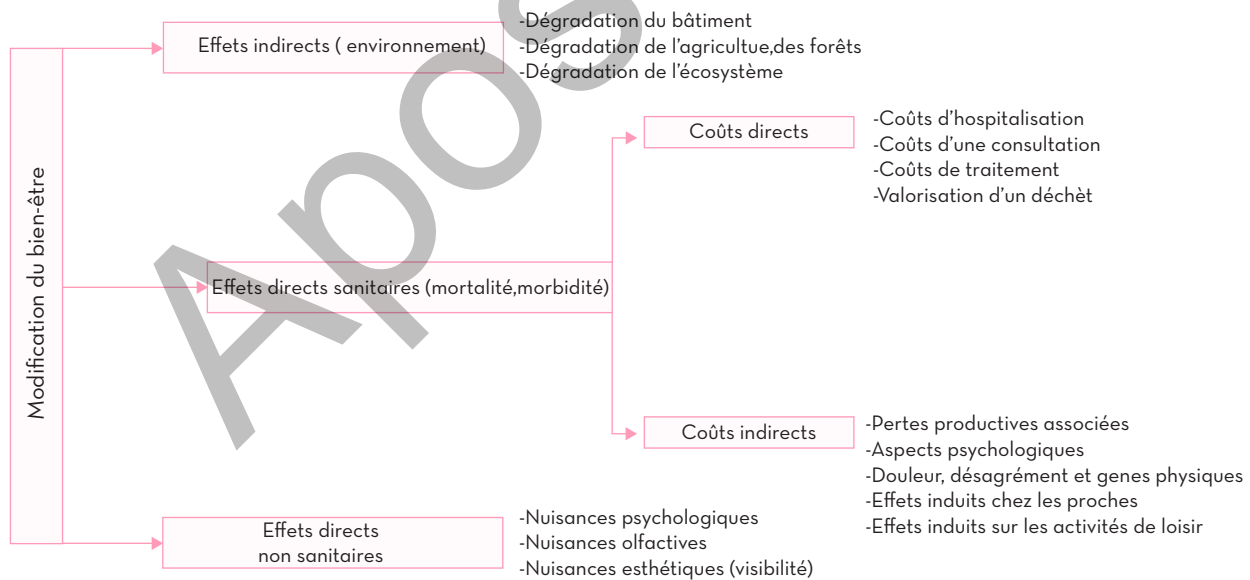 Modification du bien-être
Effets indirects ( environnement)
-Dégradation du bâtiment
-Dégradation de l'agricultue,des forêts
-Dégradation de l'écosystème
Effets directs sanitaires (mortalité,morbidité)
Coûts directs
-Coûts d'hospitalisation
-Coûts d'une consultation
-Coûts de traitement
-Valorisation d'un déchèt
Coûts indirects
-Pertes productives associées
-Aspects psychologiques
-Douleur, désagrément et genes physiques
-Effets induits chez les proches
-Effets induits sur les activités de loisir
Effets directs
non sanitaires
-Nuisances psychologiques
-Nuisances olfactives
-Nuisances esthétiques (visibilité)
Apos